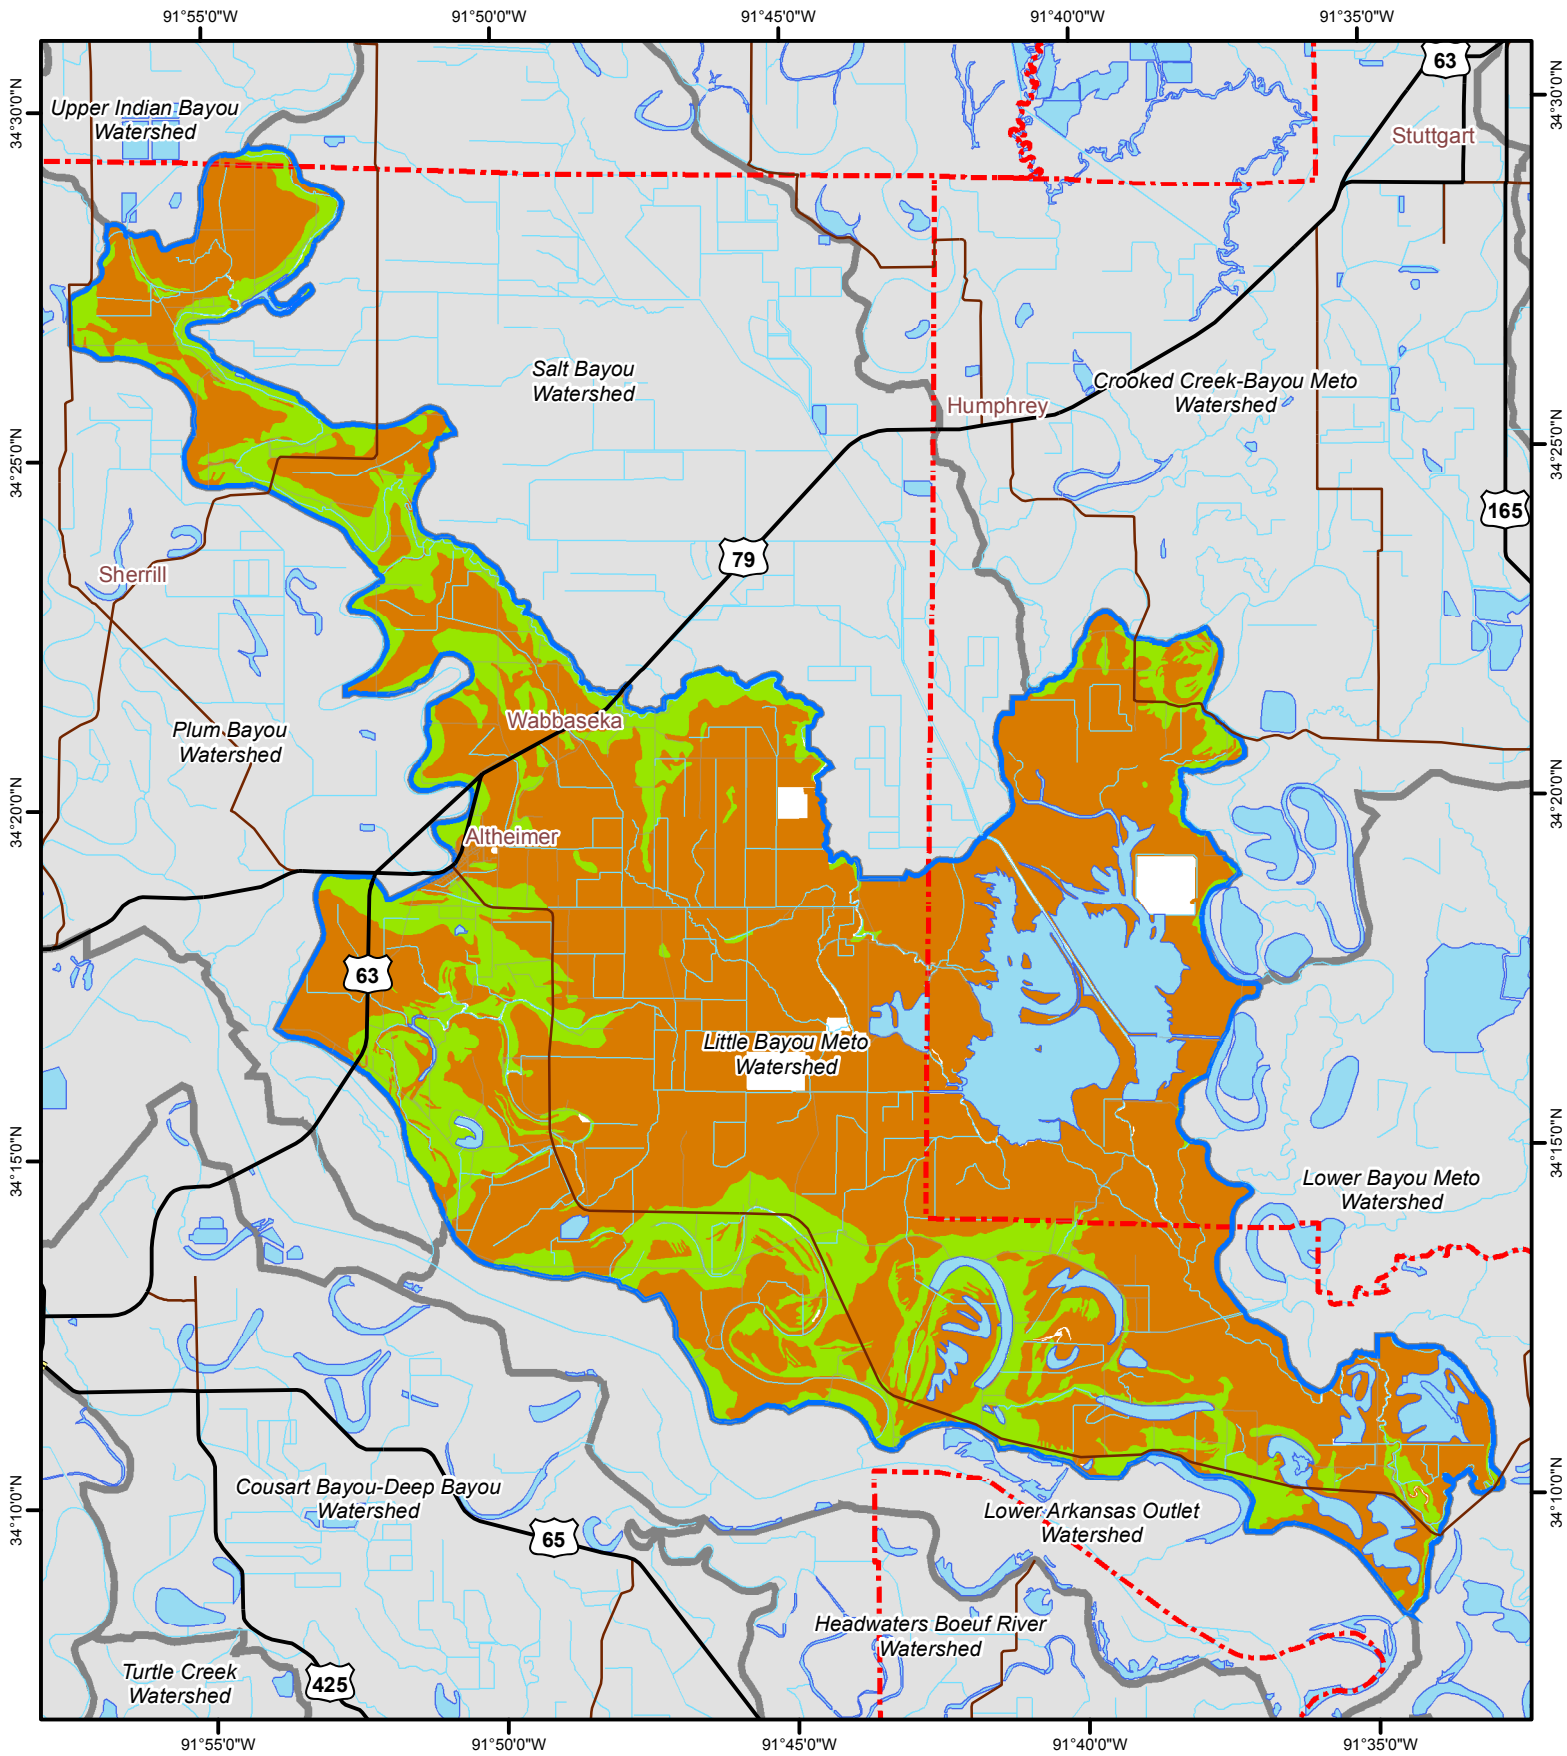 91°55'0"W
91°50'0"W
91°45'0"W
91°40'0"W
91°35'0"W
63
34°30'0"N
34°30'0"N
Upper Indian Bayou
Watershed
Stuttgart
Salt Bayou
Watershed
Crooked Creek-Bayou Meto
Watershed
Humphrey
34°25'0"N
34°25'0"N
165
79
Sherrill
Wabbaseka
Plum Bayou
Watershed
34°20'0"N
34°20'0"N
Altheimer
63
Little Bayou Meto
Watershed
34°15'0"N
34°15'0"N
Lower Bayou Meto
Watershed
Cousart Bayou-Deep Bayou
Watershed
34°10'0"N
34°10'0"N
Lower Arkansas Outlet
Watershed
65
Headwaters Boeuf River
Watershed
Turtle Creek
Watershed
425
91°55'0"W
91°50'0"W
91°45'0"W
91°40'0"W
91°35'0"W